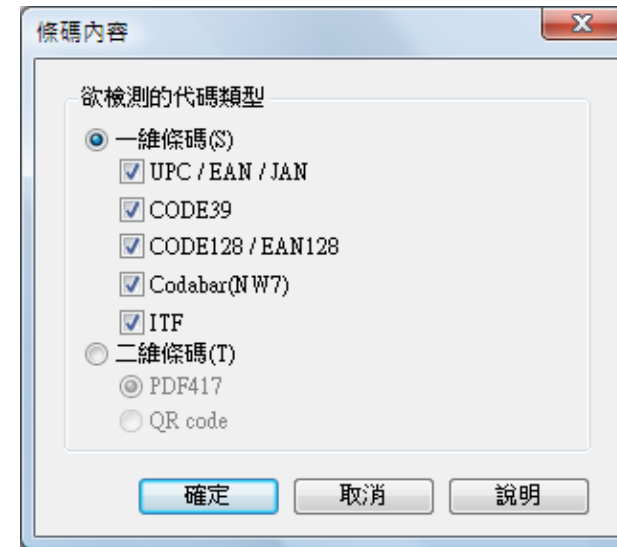 條碼內容
欲檢測的代碼類型
一維條碼(S)
UPC / EAN / JAN
CODE39
CODE128 / EAN128
Codabar(NW7)
ITF
二維條碼(T)
PDF417
QR code
確定 取消 說明